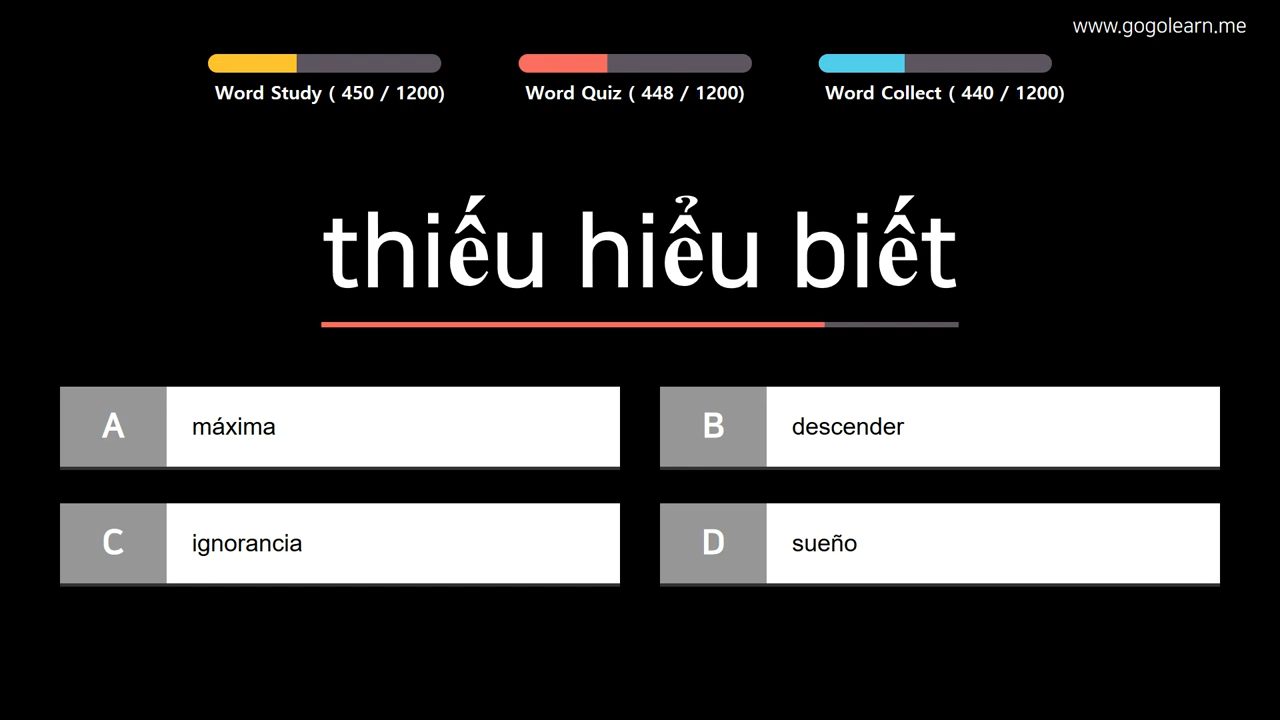 www.gogolearn.me
Word Study ( 450 / 1200)
Word Quiz ( 448 / 1200)
Word Collect ( 440 / 1200)
thiếu hiểu biết
A máxima
B descender
C ignorancia
D sueño